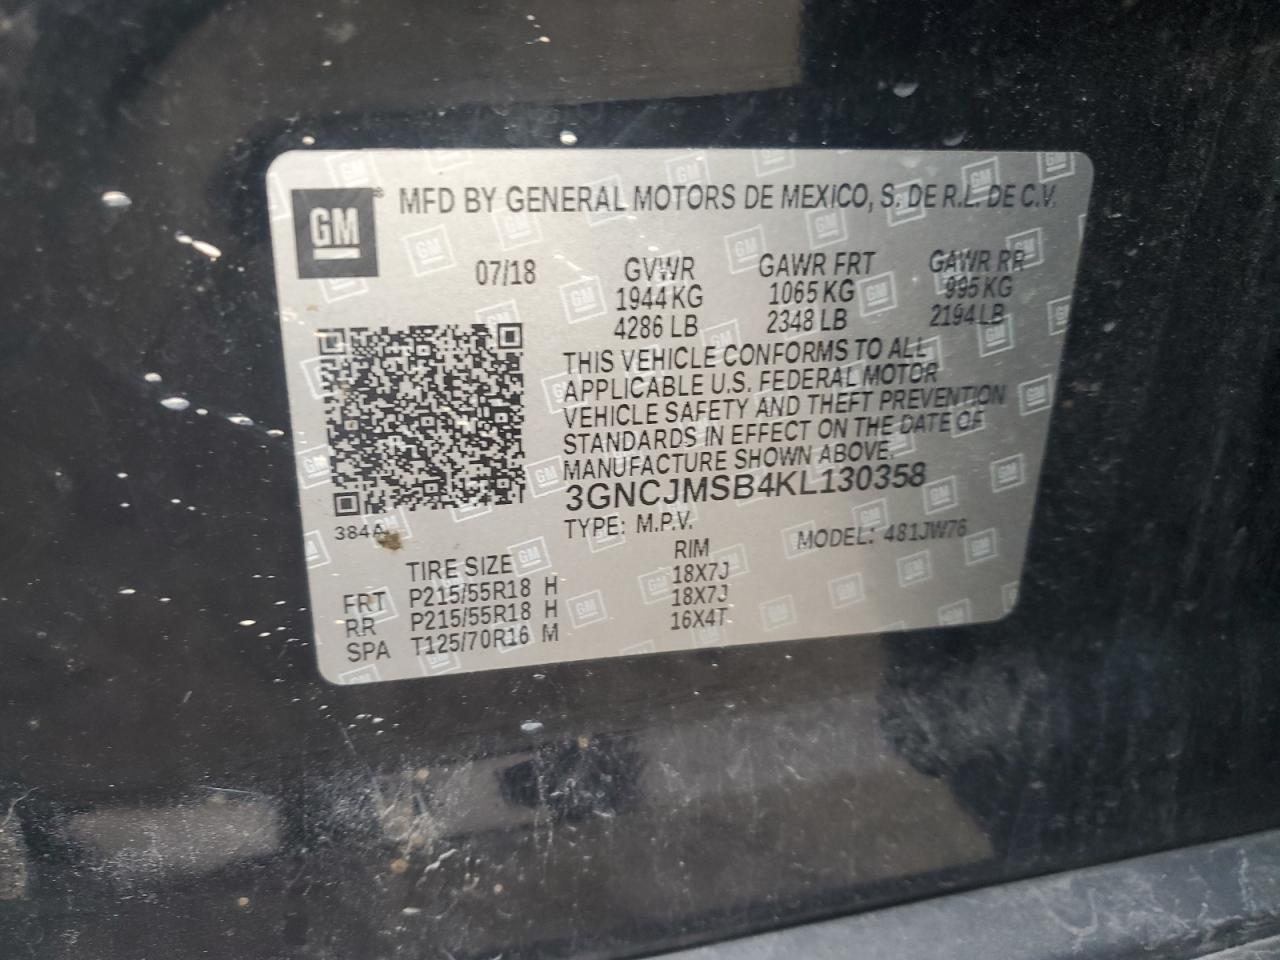 GM
MFD BY GENERAL MOTORS DE MEXICO, S. DE R.L. DE C.V.
07/18 GVWR GAWR FRT GAWR RR
1944 KG 1065 KG 995 KG
4286 LB 2348 LB 2194 LB
THIS VEHICLE CONFORMS TO ALL
APPLICABLE U.S. FEDERAL MOTOR
VEHICLE SAFETY AND THEFT PREVENTION
STANDARDS IN EFFECT ON THE DATE OF
MANUFACTURE SHOWN ABOVE.
3GNCJMSB4KL130358
384A
TYPE: M.P.V. MODEL: 481JW76
TIRE SIZE RIM
FRT P215/55R18 H 18X7J
RR P215/55R18 H 18X7J
SPA T125/70R16 M 16X4T